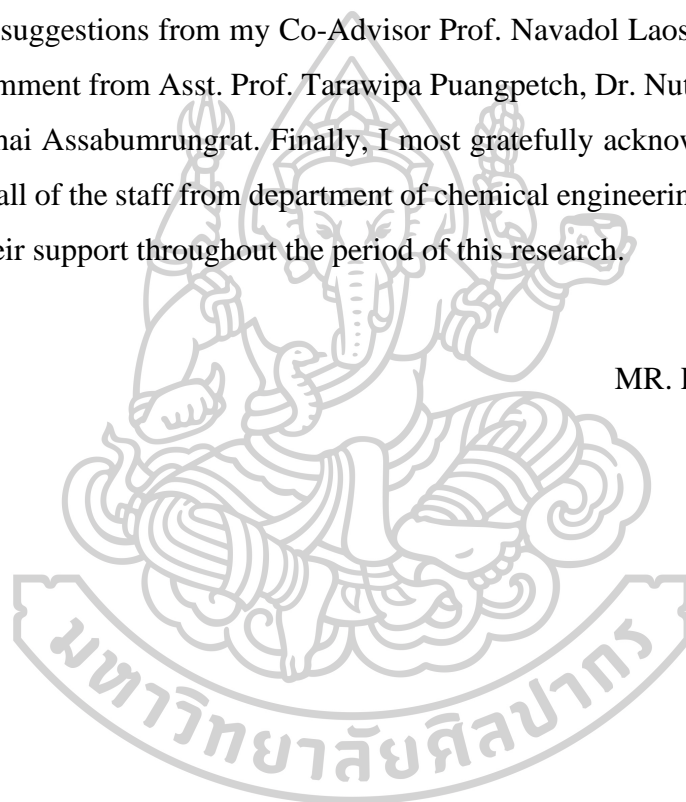 suggestions from my Co-Advisor Prof. Navadol Laos
mment from Asst. Prof. Tarawipa Puangpetch, Dr. Nut
nai Assabumrungrat. Finally, I most gratefully acknow
all of the staff from department of chemical engineerin
eir support throughout the period of this research.
MR. 
มหาวิทยาลัยศิลปากร